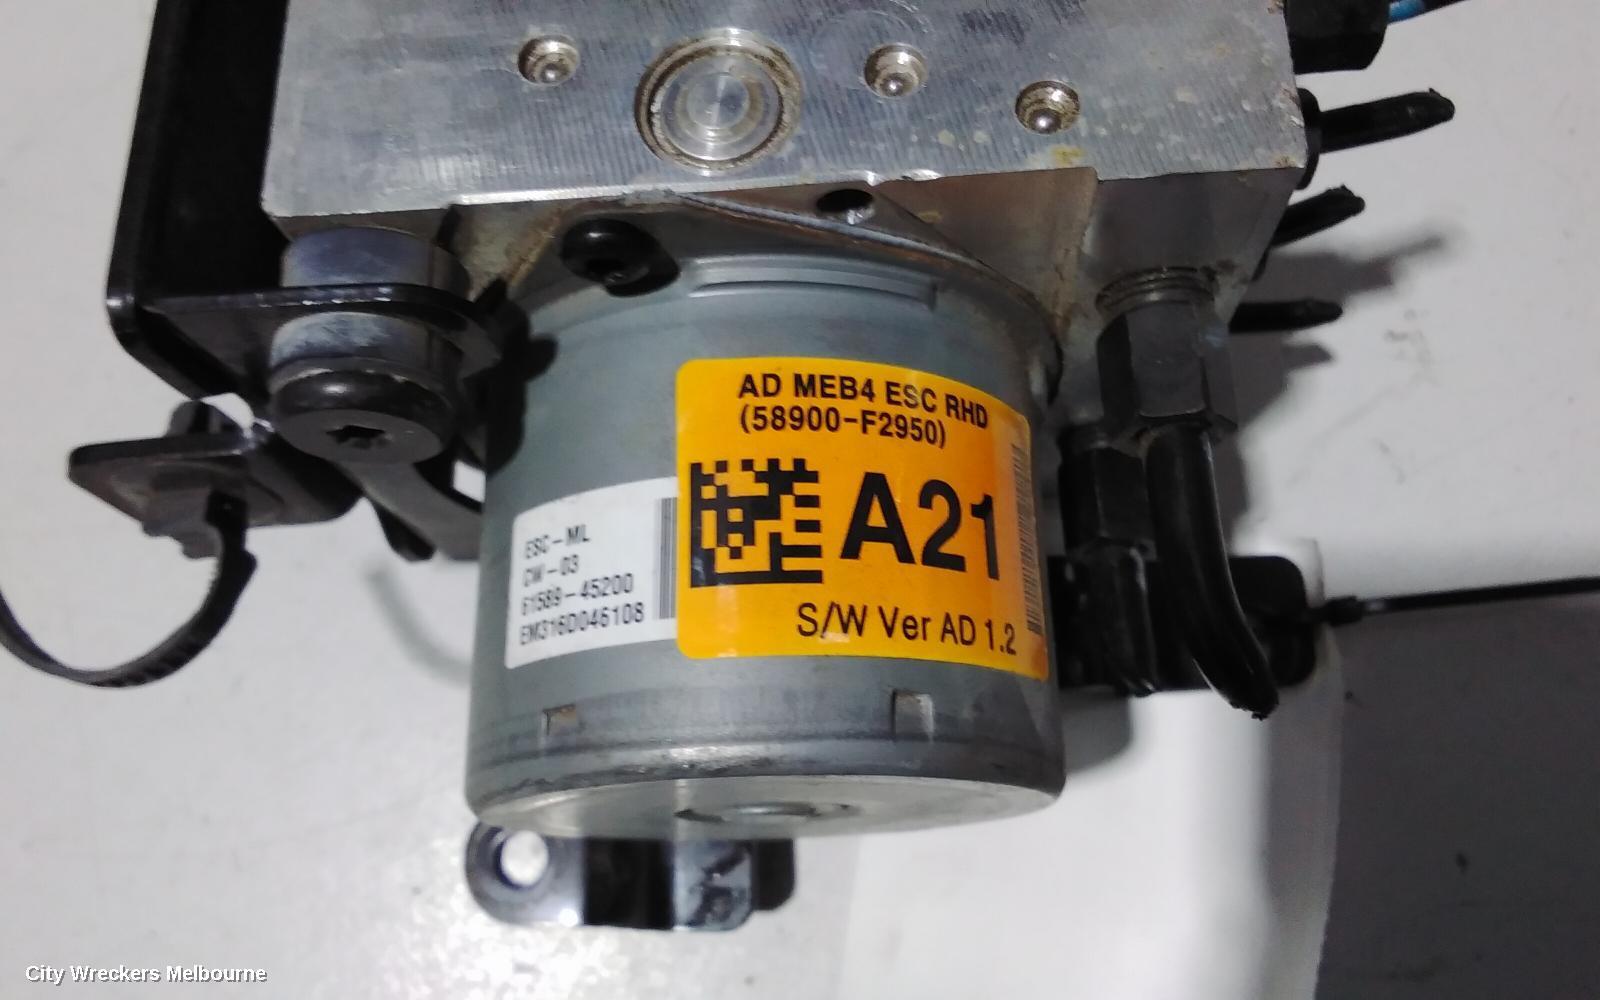 AD MEB4 ESC RHD
(58900-F2950)
A21
S/W Ver AD 1.2
ESC-ML
CW-03
61589-45200
EM316D046108
City Wreckers Melbourne